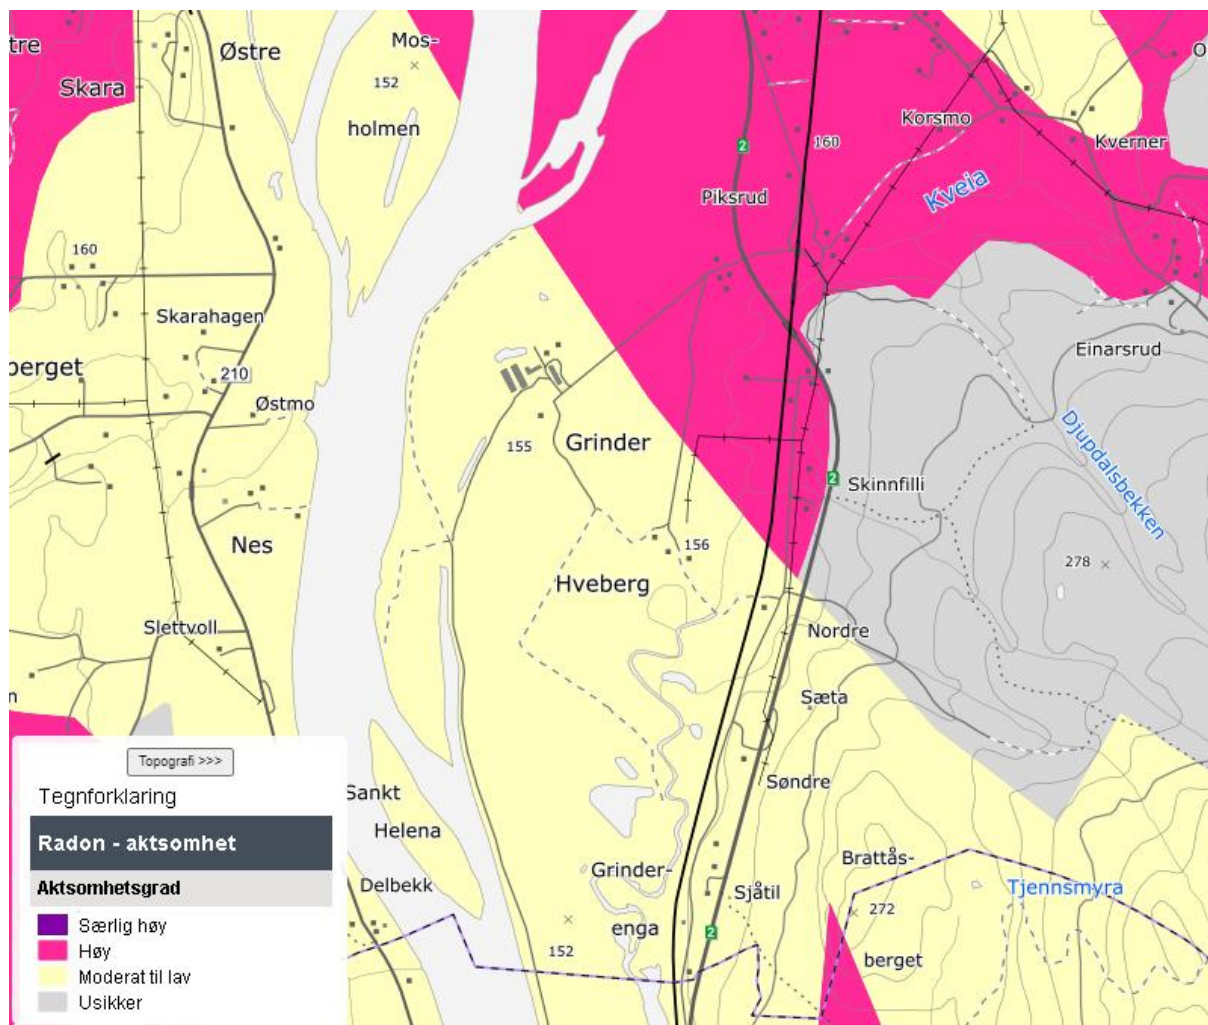 Mos-
tre
Østre
Skara
152
holmen
2
160
Korsmo
Kverner
Piksrud
Kveia
160
Skarahagen
berget
210
Østmo
Einarsrud
Djupdalsbekken
155
Grinder
2
Skinnfilli
Nes
156
278
Hveberg
Slettvoll
Nordre
n
Sæta
Søndre
Topografi >>>
Tegnforklaring
Radon - aktsomhet
Aktsomhetsgrad
Særlig høy
Høy
Moderat til lav
Usikker
Sankt
Helena
Delbekk
Grinder-
enga
Sjåtil
2
152
Brattås-
272
berget
Tjennsmyra